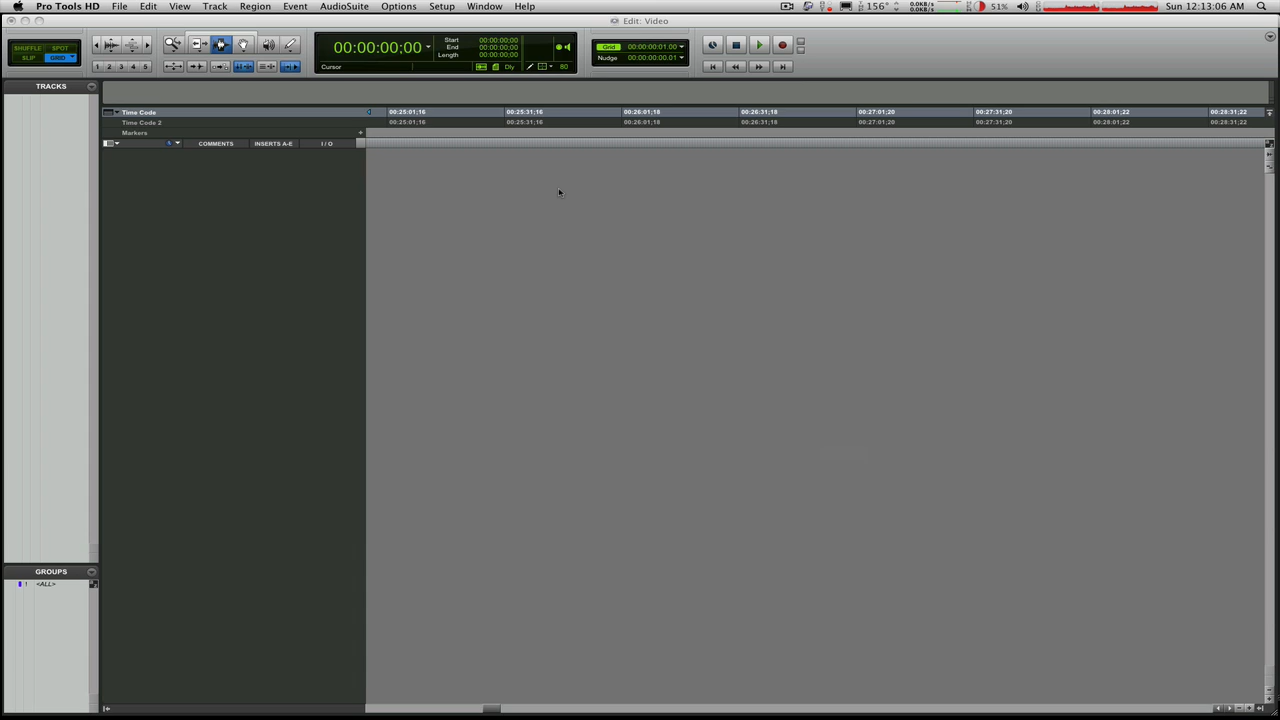 Pro Tools HD File Edit View Track Region Event AudioSuite Options Setup Window Help 0.0KB/s 0.0KB/s 156° 51% Sun 12:13:06 AM
Edit: Video
SHUFFLE SPOT
SLIP GRID
1 2 3 4 5
00:00:00;00
Start 00:00:00;00
End 00:00:00;00
Length 00:00:00;00
Cursor Dly 80
Grid 00:00:00:01.00
Nudge 00:00:00:00.01
TRACKS
Time Code 00:25:01;16 00:25:31;16 00:26:01;18 00:26:31;18 00:27:01;20 00:27:31;20 00:28:01;22 00:28:31;22
Time Code 2 00:25:01;16 00:25:31;16 00:26:01;18 00:26:31;18 00:27:01;20 00:27:31;20 00:28:01;22 00:28:31;22
Markers
COMMENTS INSERTS A-E I / O
GROUPS
1 <ALL>